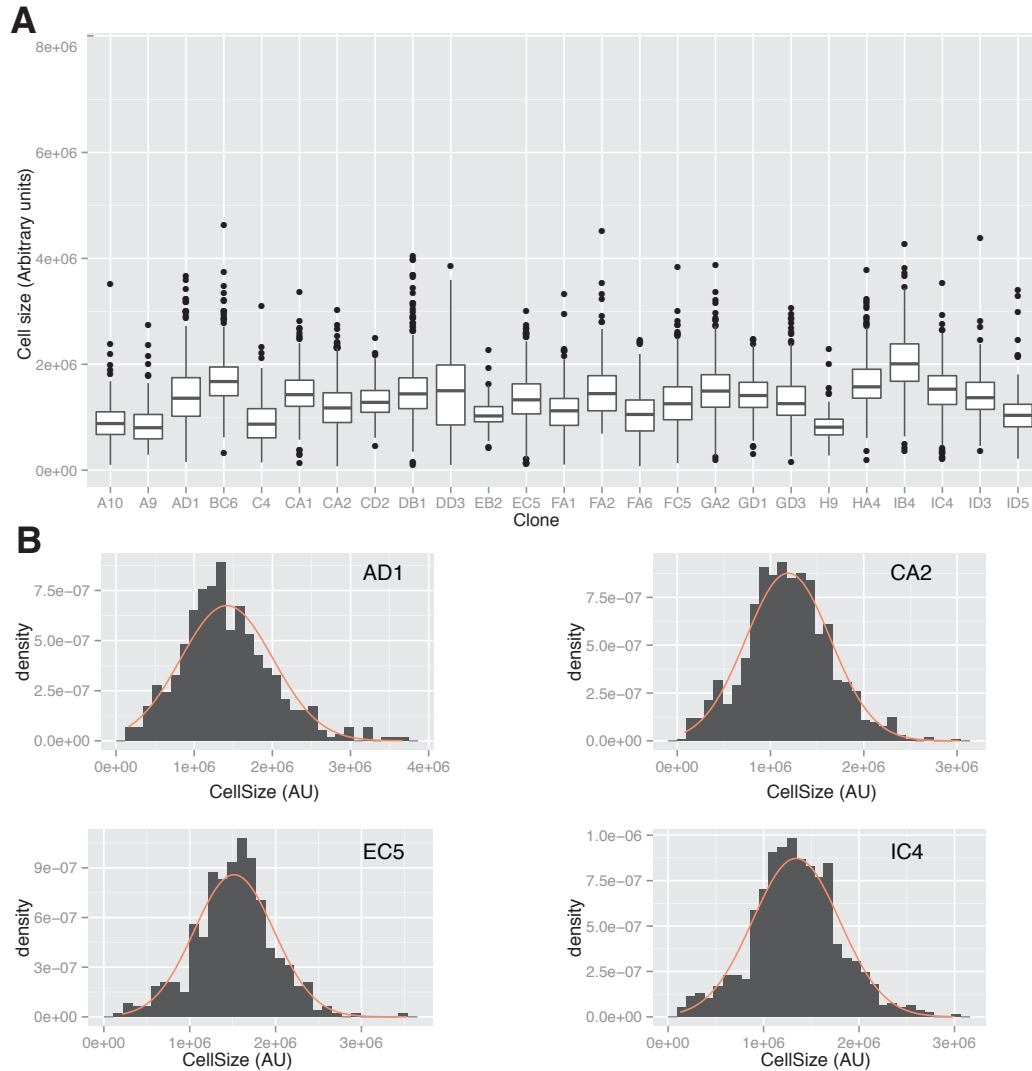 A
8e+06
6e+06
4e+06
2e+06
0e+00
Cell size (Arbitrary units)
A10 A9 AD1 BC6 C4 CA1 CA2 CD2 DB1 DD3 EB2 EC5 FA1 FA2 FA6 FC5 GA2 GD1 GD3 H9 HA4 IB4 IC4 ID3 ID5
Clone
B
AD1
7.5e−07
5.0e−07
2.5e−07
0.0e+00
density
0e+00 1e+06 2e+06 3e+06 4e+06
CellSize (AU)
CA2
7.5e−07
5.0e−07
2.5e−07
0.0e+00
density
0e+00 1e+06 2e+06 3e+06
CellSize (AU)
EC5
9e−07
6e−07
3e−07
0e+00
density
0e+00 1e+06 2e+06 3e+06
CellSize (AU)
IC4
1.0e−06
7.5e−07
5.0e−07
2.5e−07
0.0e+00
density
0e+00 1e+06 2e+06 3e+06
CellSize (AU)